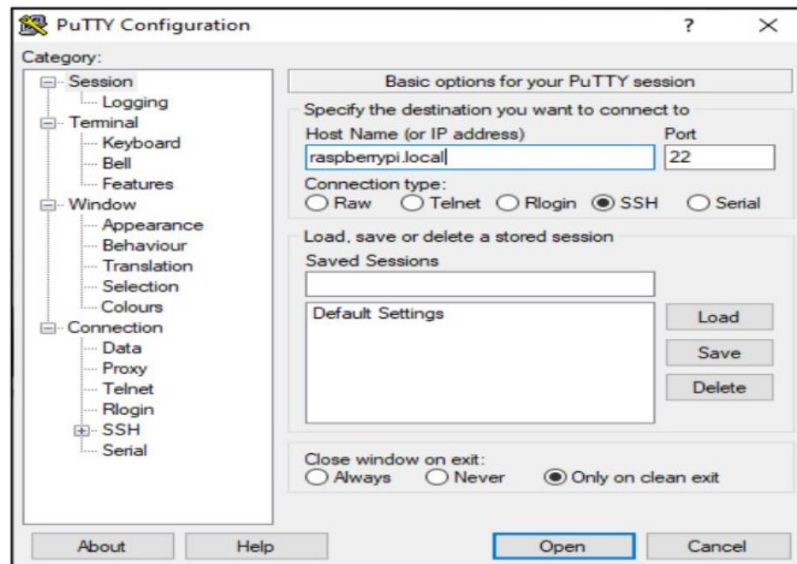 PuTTY Configuration
?
Category:
Session
Logging
Terminal
Keyboard
Bell
Features
Window
Appearance
Behaviour
Translation
Selection
Colours
Connection
Data
Proxy
Telnet
Rlogin
SSH
Serial
Basic options for your PuTTY session
Specify the destination you want to connect to
Host Name (or IP address) Port
raspberrypi.local 22
Connection type:
Raw Telnet Rlogin SSH Serial
Load, save or delete a stored session
Saved Sessions
Default Settings
Load
Save
Delete
Close window on exit:
Always Never Only on clean exit
About Help Open Cancel